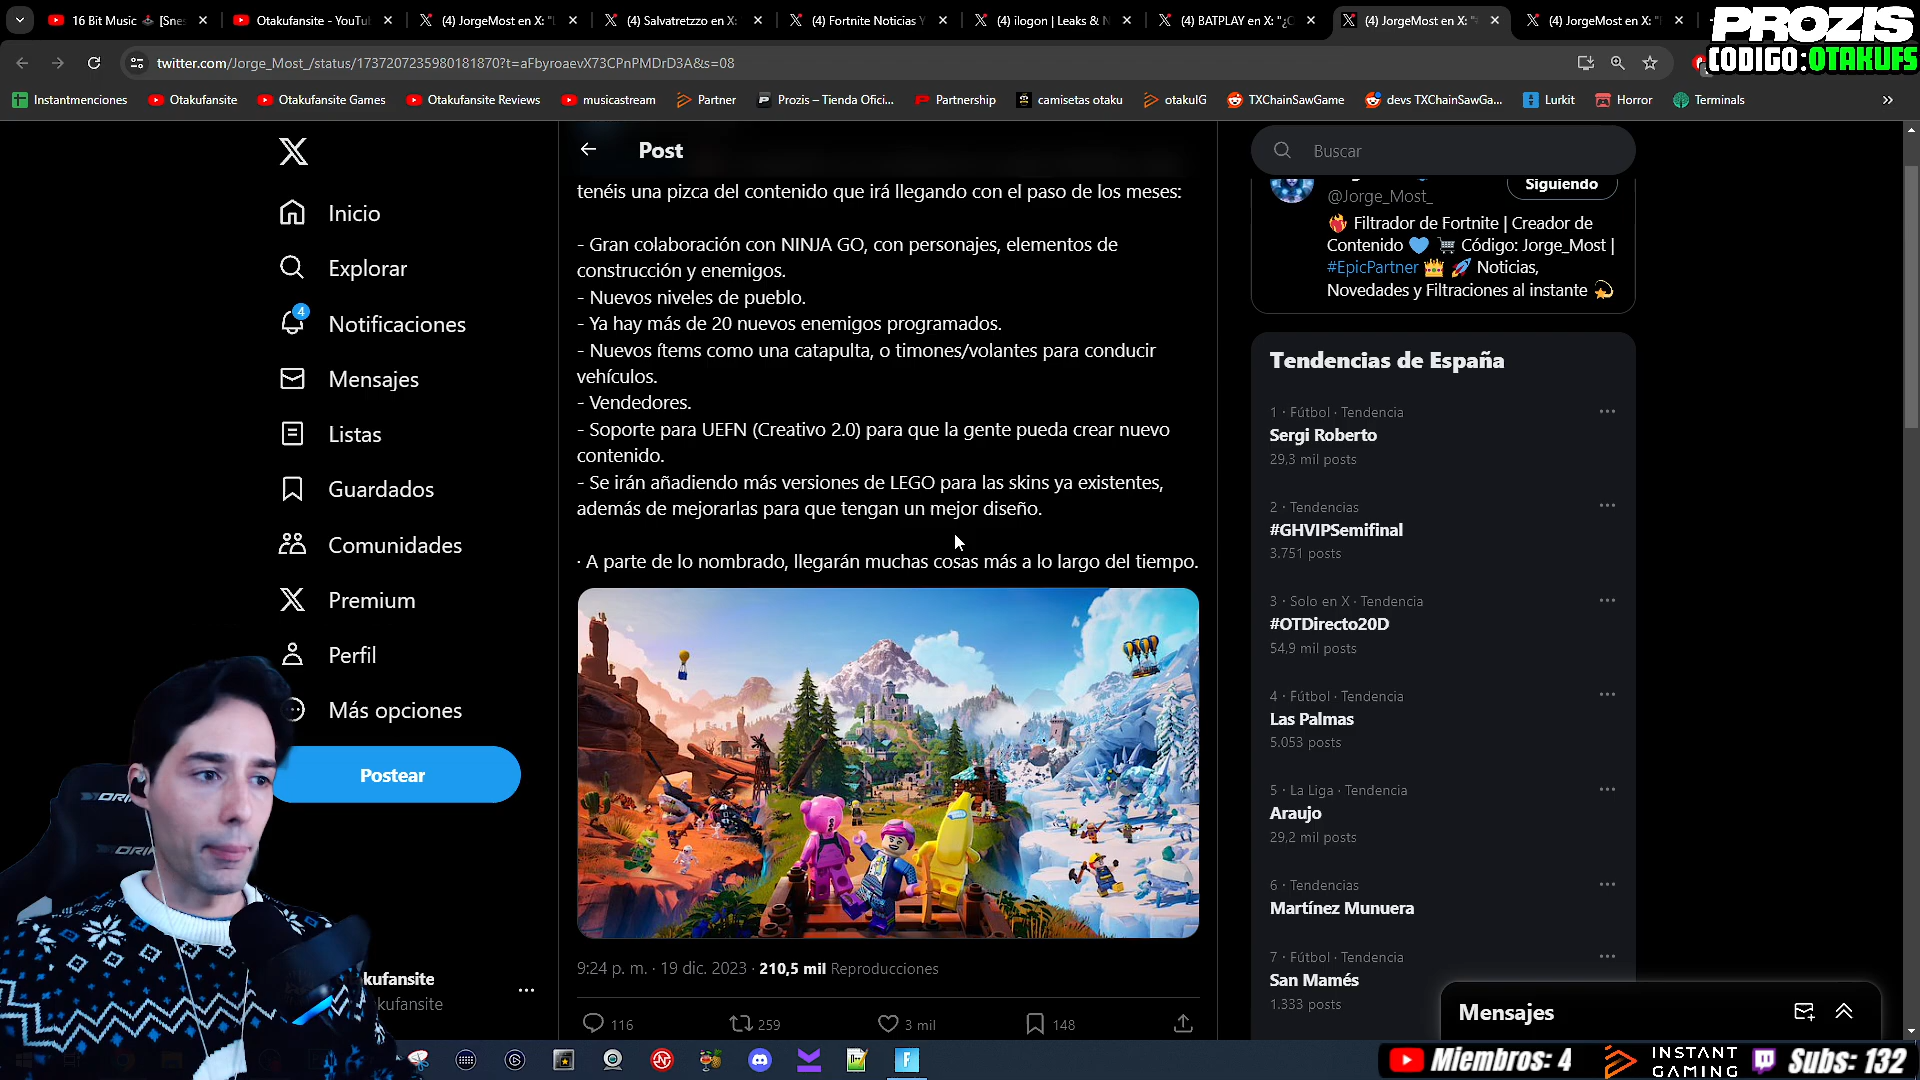 16 Bit Music 🕹 [Snes
Otakufansite - YouTu
(4) JorgeMost en X: "
(4) Salvatretzzo en X:
(4) Fortnite Noticias Y
(4) ilogon | Leaks & N
(4) BATPLAY en X: "¿C
(4) JorgeMost en X: "
(4) JorgeMost en X: "
PROZIS
CODIGO:OTAKUFS
twitter.com/Jorge_Most_/status/1737207235980181870?t=aFbyroaevX73CPnPMDrD3A&s=08
Instantmenciones
Otakufansite
Otakufansite Games
Otakufansite Reviews
musicastream
Partner
Prozis – Tienda Ofici...
Partnership
camisetas otaku
otakuIG
TXChainSawGame
devs TXChainSawGa...
Lurkit
Horror
Terminals
Inicio
Explorar
4
Notificaciones
Mensajes
Listas
Guardados
Comunidades
Premium
Perfil
Más opciones
Postear
kufansite
kufansite
Post
tenéis una pizca del contenido que irá llegando con el paso de los meses:
- Gran colaboración con NINJA GO, con personajes, elementos de
construcción y enemigos.
- Nuevos niveles de pueblo.
- Ya hay más de 20 nuevos enemigos programados.
- Nuevos ítems como una catapulta, o timones/volantes para conducir
vehículos.
- Vendedores.
- Soporte para UEFN (Creativo 2.0) para que la gente pueda crear nuevo
contenido.
- Se irán añadiendo más versiones de LEGO para las skins ya existentes,
además de mejorarlas para que tengan un mejor diseño.
· A parte de lo nombrado, llegarán muchas cosas más a lo largo del tiempo.
9:24 p. m. · 19 dic. 2023 · 210,5 mil Reproducciones
116
259
3 mil
148
Buscar
Siguiendo
@Jorge_Most_
❤️‍🔥 Filtrador de Fortnite | Creador de
Contenido 💙 🛒 Código: Jorge_Most |
#EpicPartner 👑 🚀 Noticias,
Novedades y Filtraciones al instante 💫
Tendencias de España
1 · Fútbol · Tendencia
Sergi Roberto
29,3 mil posts
2 · Tendencias
#GHVIPSemifinal
3.751 posts
3 · Solo en X · Tendencia
#OTDirecto20D
54,9 mil posts
4 · Fútbol · Tendencia
Las Palmas
5.053 posts
5 · La Liga · Tendencia
Araujo
29,2 mil posts
6 · Tendencias
Martínez Munuera
7 · Fútbol · Tendencia
San Mamés
1.333 posts
Mensajes
Miembros: 4
INSTANT
GAMING
Subs: 132